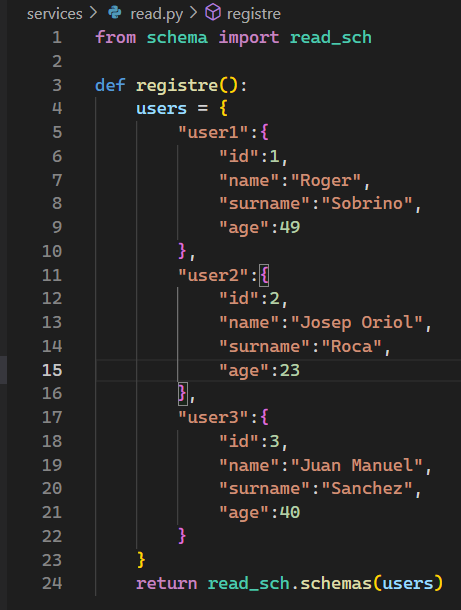 services > read.py > registre
1 from schema import read_sch
2
3 def registre():
4     users = {
5         "user1":{
6             "id":1,
7             "name":"Roger",
8             "surname":"Sobrino",
9             "age":49
10         },
11         "user2":{
12             "id":2,
13             "name":"Josep Oriol",
14             "surname":"Roca",
15             "age":23
16         },
17         "user3":{
18             "id":3,
19             "name":"Juan Manuel",
20             "surname":"Sanchez",
21             "age":40
22         }
23     }
24     return read_sch.schemas(users)